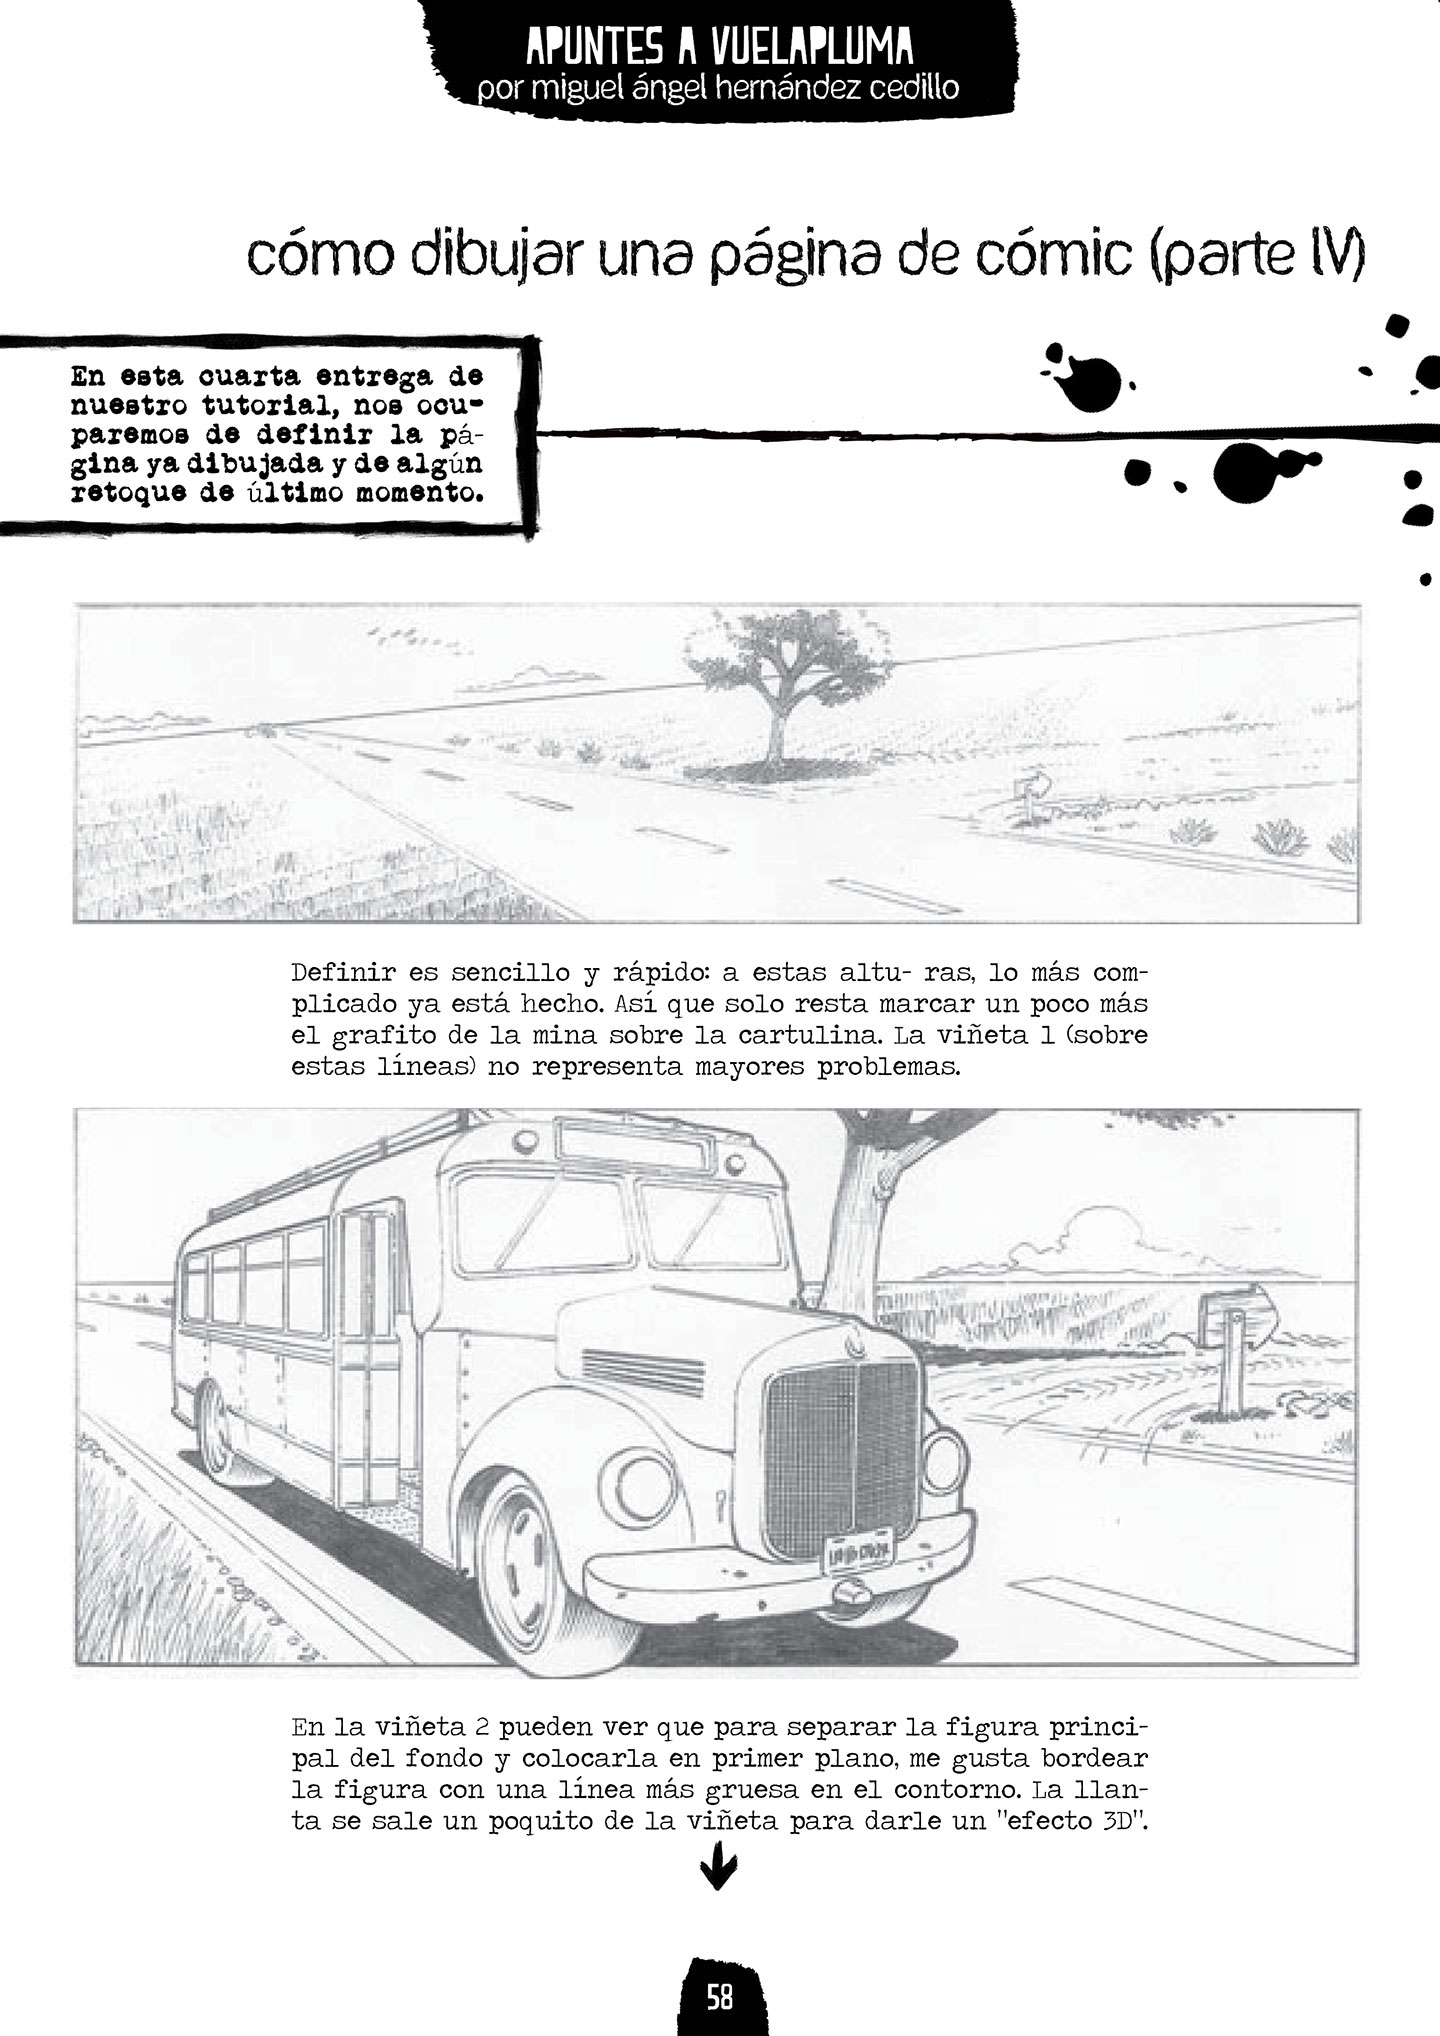 APUNTES A VUELAPLUMA
por miguel ángel hernández cedillo
cómo dibujar una página de cómic (parte IV)
En esta cuarta entrega de
nuestro tutorial, nos ocu-
paremos de definir la pá-
gina ya dibujada y de algún
retoque de último momento.
Definir es sencillo y rápido: a estas altu- ras, lo más com-
plicado ya está hecho. Así que solo resta marcar un poco más
el grafito de la mina sobre la cartulina. La viñeta 1 (sobre
estas líneas) no representa mayores problemas.
En la viñeta 2 pueden ver que para separar la figura princi-
pal del fondo y colocarla en primer plano, me gusta bordear
la figura con una línea más gruesa en el contorno. La llan-
ta se sale un poquito de la viñeta para darle un "efecto 3D".
58